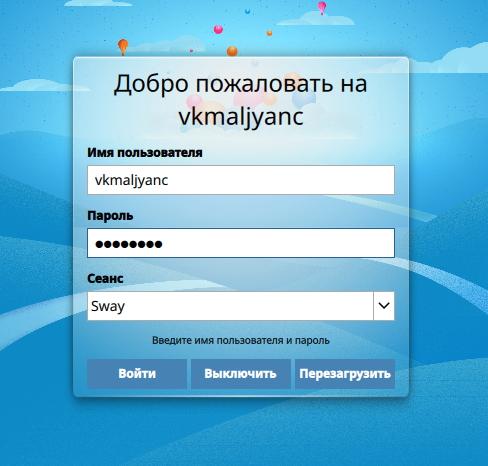 Добро пожаловать на
vkmaljyanc
Имя пользователя
vkmaljyanc
Пароль
●●●●●●●●
Сеанс
Sway
Введите имя пользователя и пароль
Войти Выключить Перезагрузить